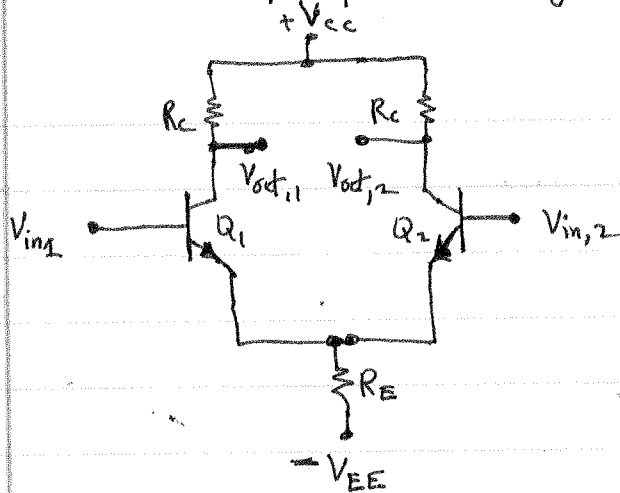 +Vcc
Rc Rc
Vout,1 Vout,2
Vin1 Q1 Q2 Vin,2
RE
-VEE